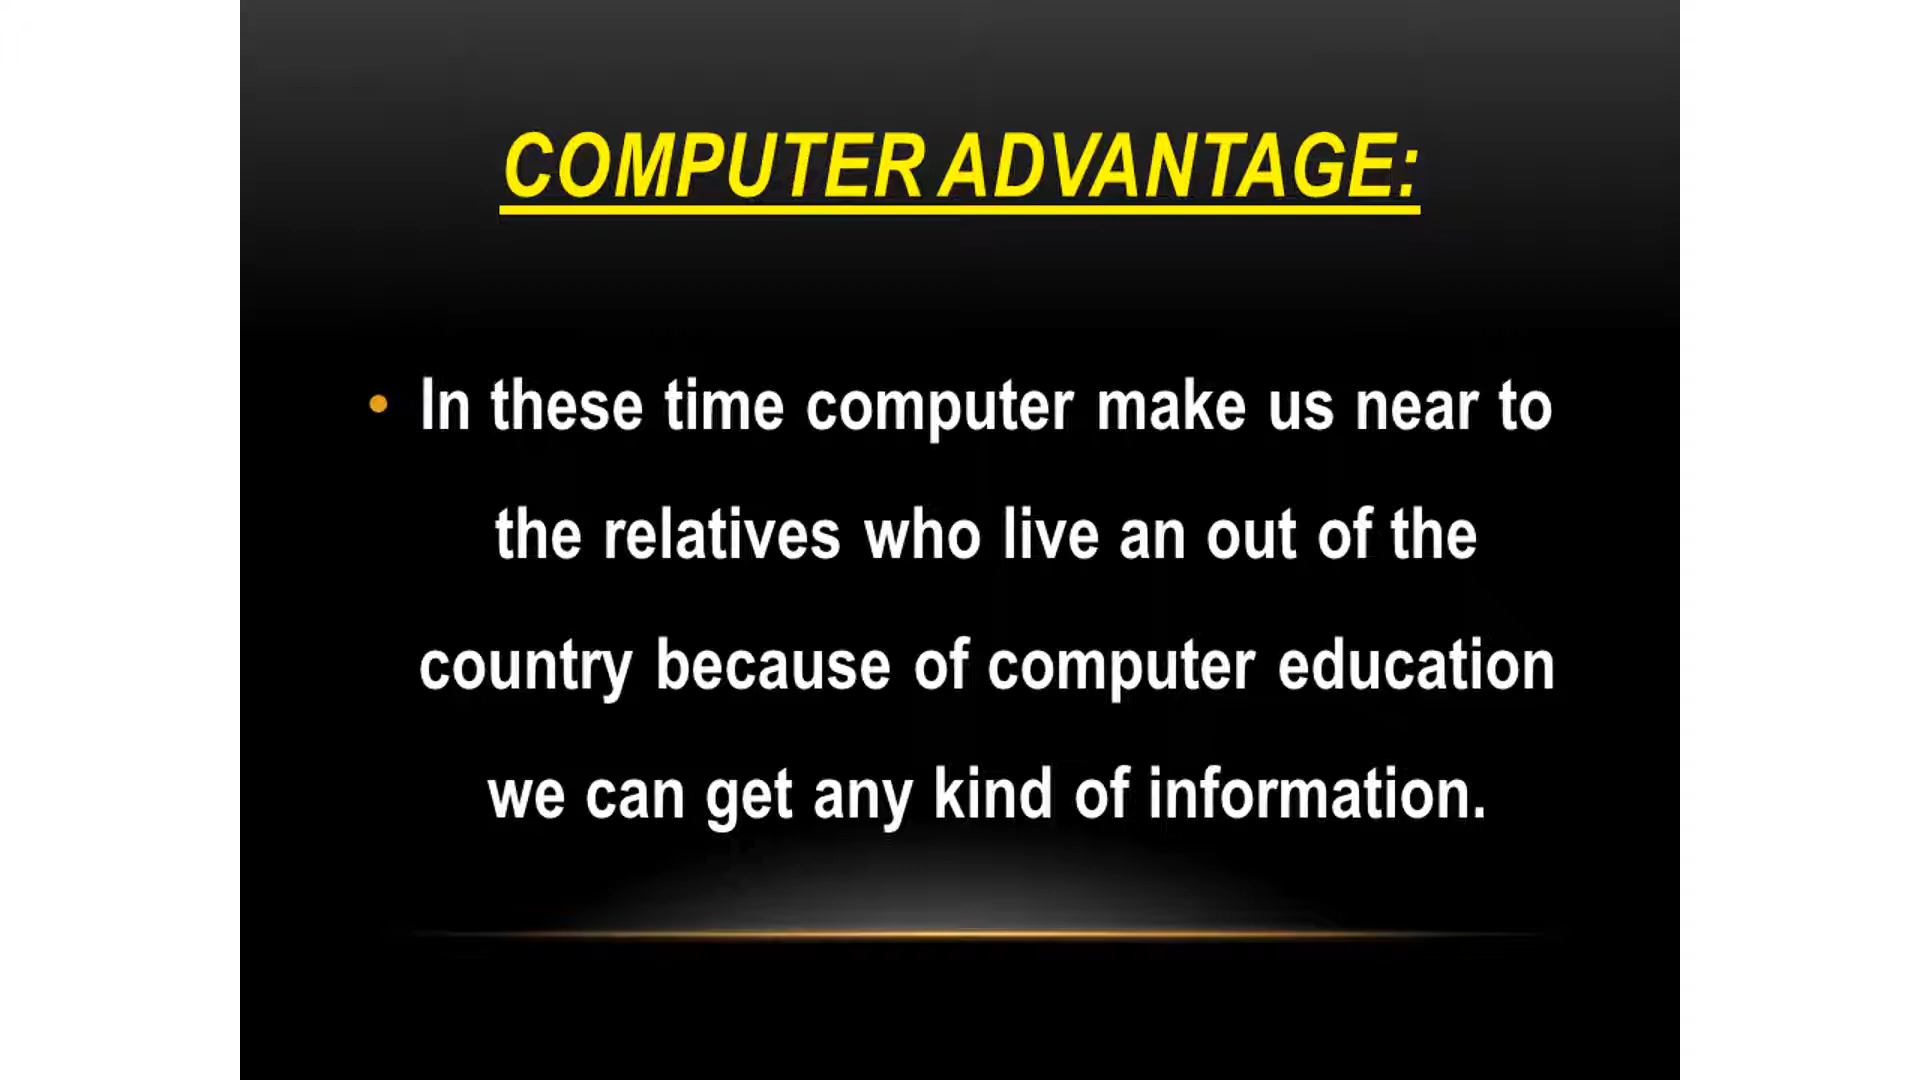 COMPUTER ADVANTAGE:
• In these time computer make us near to
the relatives who live an out of the
country because of computer education
we can get any kind of information.